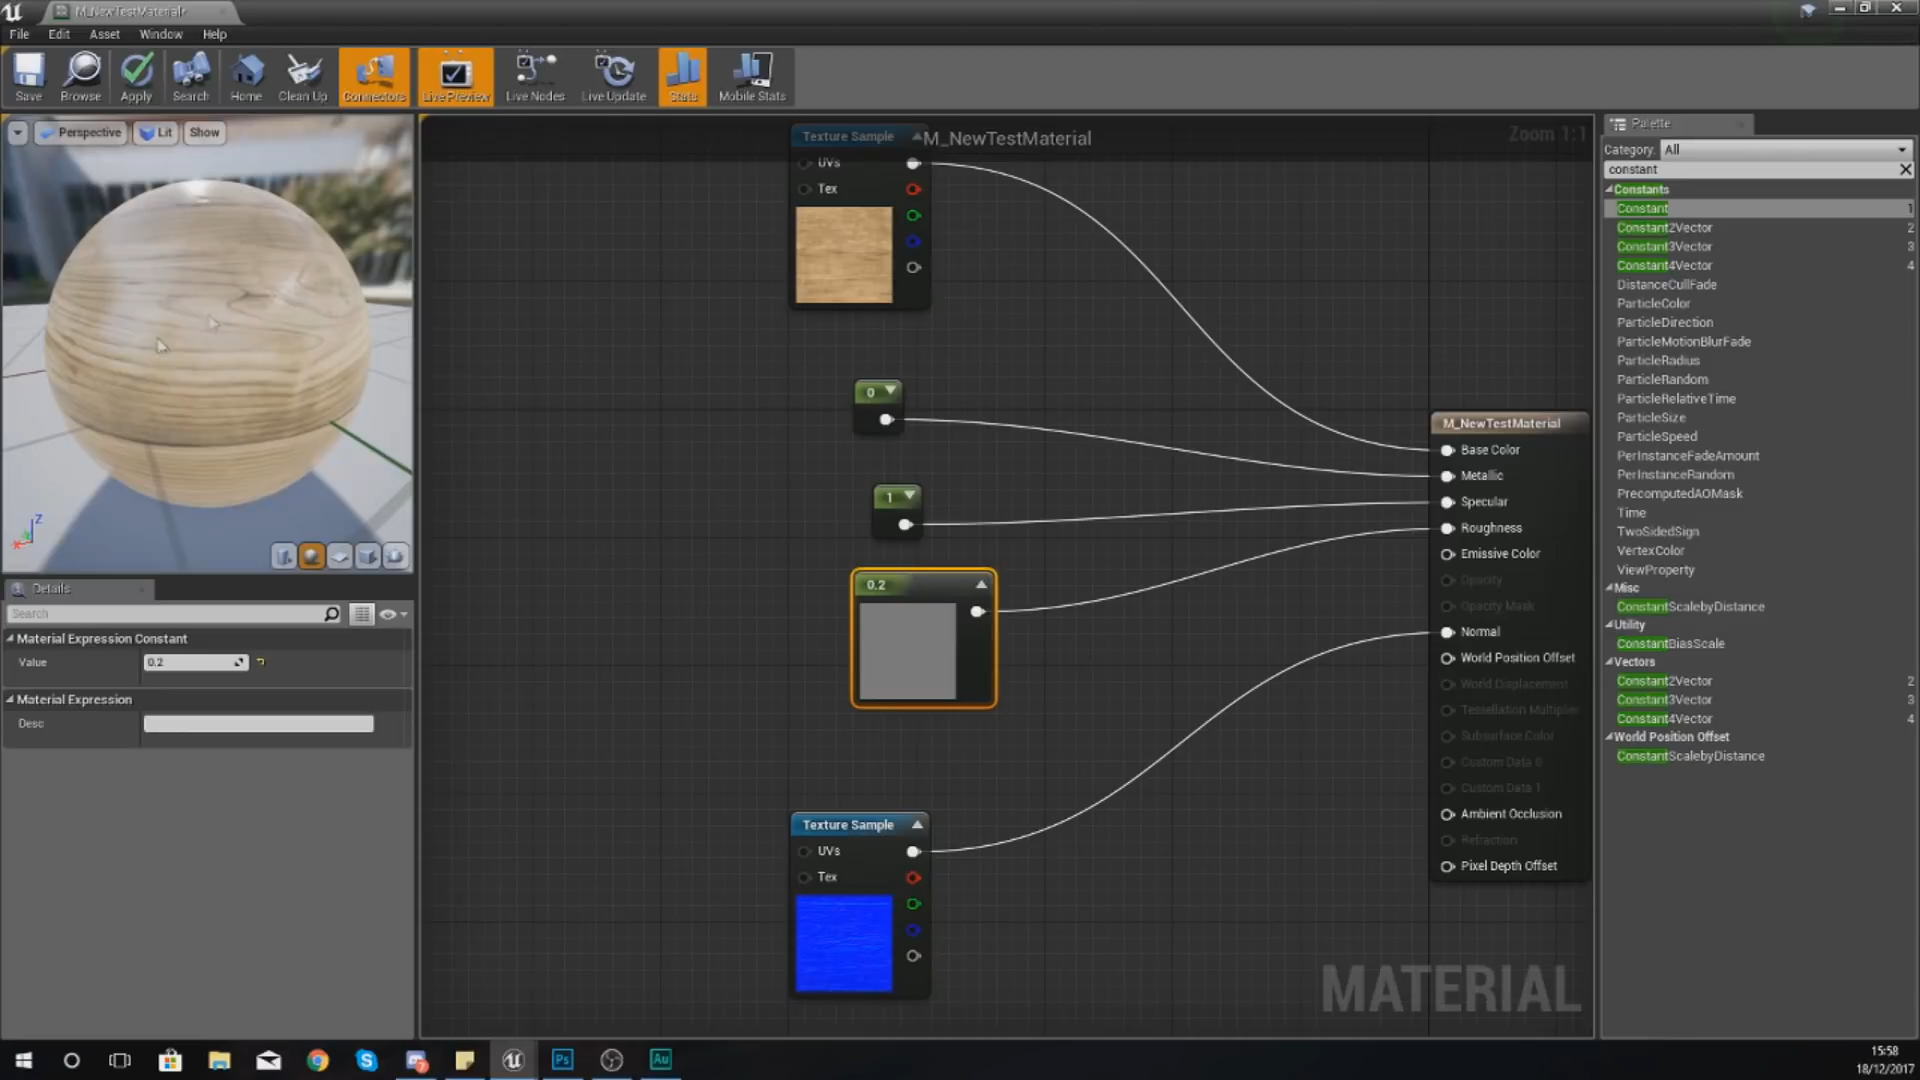 M_NewTestMaterial*
File Edit Asset Window Help
Save Browse Apply Search Home Clean Up Connectors Live Preview Live Nodes Live Update Stats Mobile Stats
Perspective Lit Show
Z
X
Details
Search
Material Expression Constant
Value 0.2
Material Expression
Desc
M_NewTestMaterial
Zoom 1:1
Texture Sample
UVs
Tex
0
1
0.2
Texture Sample
UVs
Tex
M_NewTestMaterial
Base Color
Metallic
Specular
Roughness
Emissive Color
Opacity
Opacity Mask
Normal
World Position Offset
World Displacement
Tessellation Multiplier
Subsurface Color
Custom Data 0
Custom Data 1
Ambient Occlusion
Refraction
Pixel Depth Offset
MATERIAL
Palette
Category: All
constant
Constants
Constant 1
Constant2Vector 2
Constant3Vector 3
Constant4Vector 4
DistanceCullFade
ParticleColor
ParticleDirection
ParticleMotionBlurFade
ParticleRadius
ParticleRandom
ParticleRelativeTime
ParticleSize
ParticleSpeed
PerInstanceFadeAmount
PerInstanceRandom
PrecomputedAOMask
Time
TwoSidedSign
VertexColor
ViewProperty
Misc
ConstantScalebyDistance
Utility
ConstantBiasScale
Vectors
Constant2Vector 2
Constant3Vector 3
Constant4Vector 4
World Position Offset
ConstantScalebyDistance
7
Ps
Au
15:58
18/12/2017